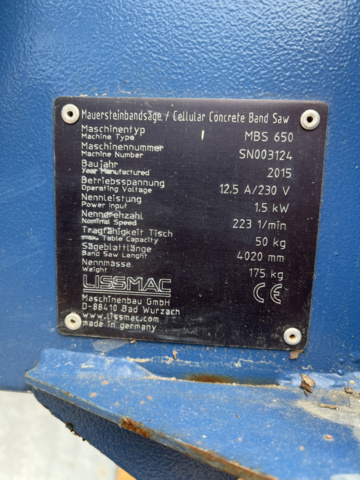 Mauersteinbandsäge / Cellular Concrete Band Saw
Maschinentyp
Machine Type MBS 650
Maschinennummer
Machine Number SN003124
Baujahr
Year Manufactured 2015
Betriebsspannung
Operating Voltage 12,5 A/230 V
Nennleistung
Power Input 1,5 kW
Nenndrehzahl
Nominal Speed 223 1/min
Tragfähigkeit Tisch
max. Table Capacity 50 kg
Sägeblattlänge
Band Saw Lenght 4020 mm
Nennmasse
Weight 175 kg
LISSMAC
Maschinenbau GmbH CE
D-88410 Bad Wurzach
www.lissmac.com
made in germany